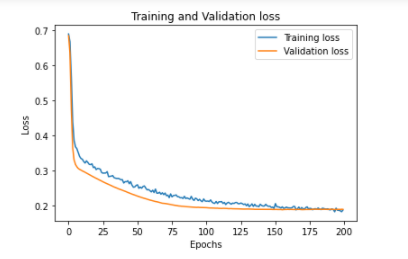 Training and Validation loss
Training loss
Validation loss
Loss
0.7
0.6
0.5
0.4
0.3
0.2
0 25 50 75 100 125 150 175 200
Epochs